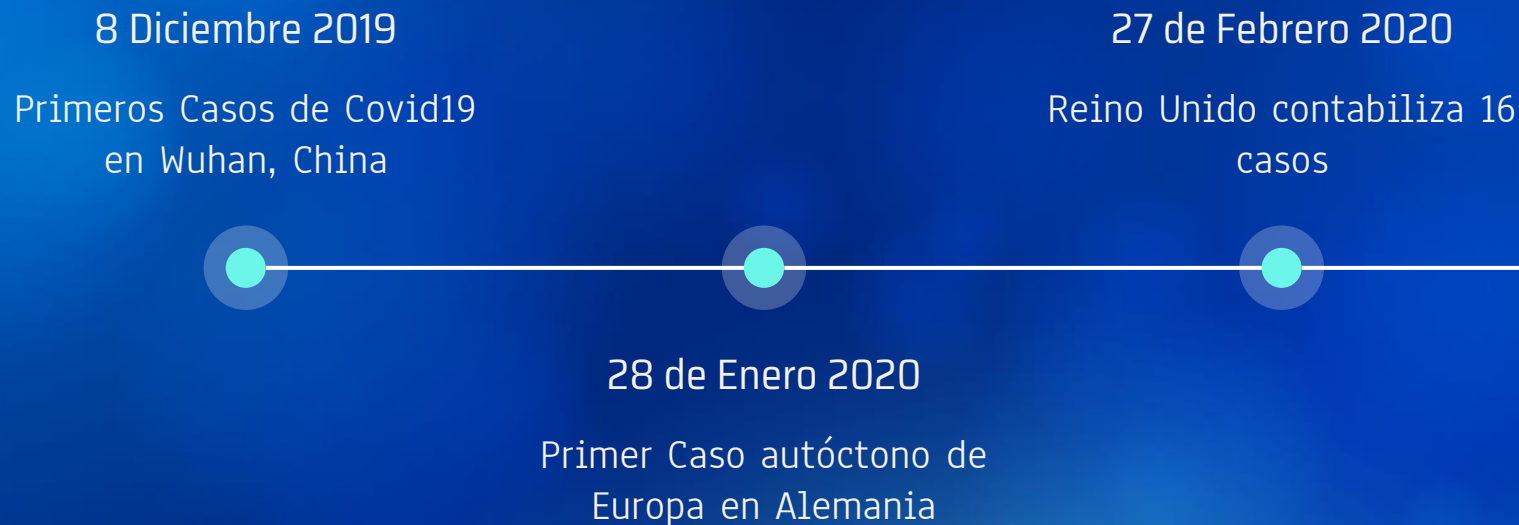 8 Diciembre 2019
Primeros Casos de Covid19
en Wuhan, China
28 de Enero 2020
Primer Caso autóctono de
Europa en Alemania
27 de Febrero 2020
Reino Unido contabiliza 16
casos